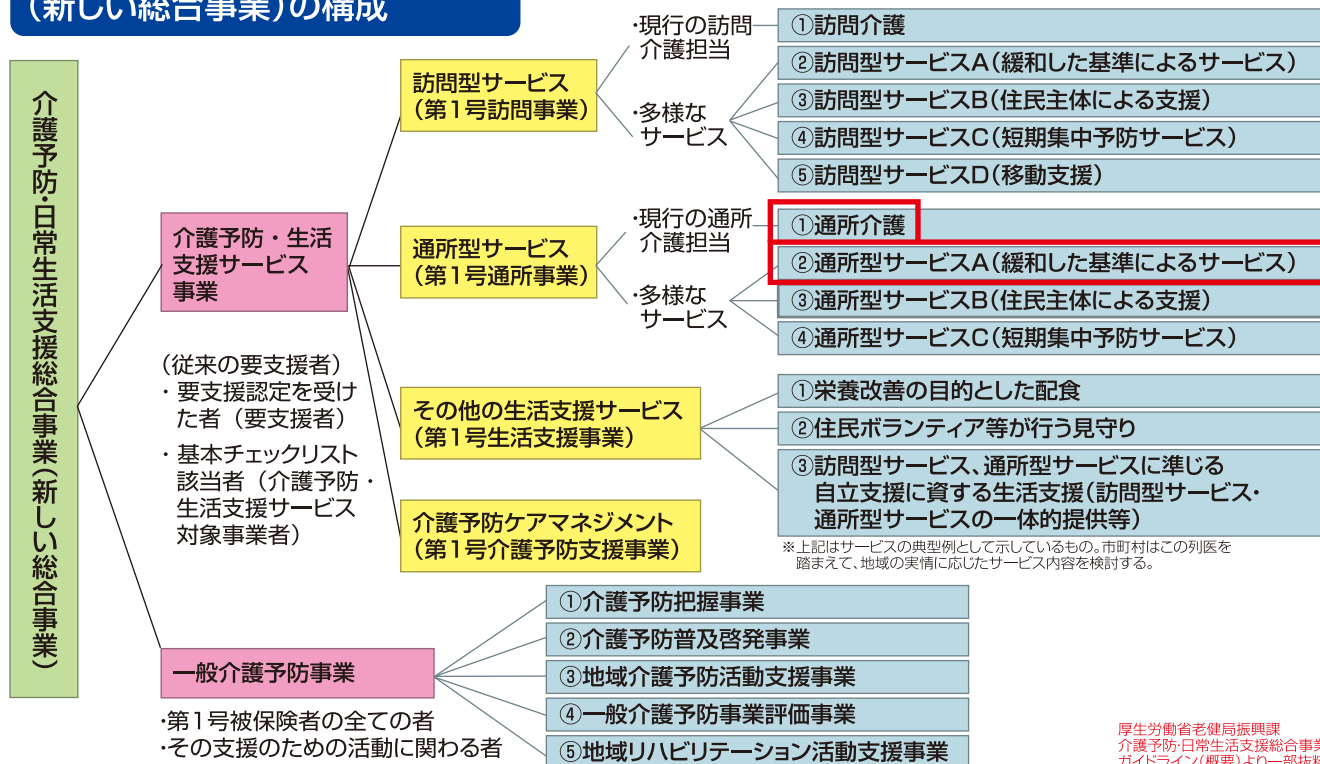 (新しい総合事業)の構成
介護予防・日常生活支援総合事業(新しい総合事業)
介護予防・生活
支援サービス
事業
(従来の要支援者)
・要支援認定を受け
た者(要支援者)
・基本チェックリスト
該当者(介護予防・
生活支援サービス
対象事業者)
訪問型サービス
(第1号訪問事業)
・現行の訪問
介護担当
・多様な
サービス
①訪問介護
②訪問型サービスA(緩和した基準によるサービス)
③訪問型サービスB(住民主体による支援)
④訪問型サービスC(短期集中予防サービス)
⑤訪問型サービスD(移動支援)
通所型サービス
(第1号通所事業)
・現行の通所
介護担当
・多様な
サービス
①通所介護
②通所型サービスA(緩和した基準によるサービス)
③通所型サービスB(住民主体による支援)
④通所型サービスC(短期集中予防サービス)
その他の生活支援サービス
(第1号生活支援事業)
①栄養改善の目的とした配食
②住民ボランティア等が行う見守り
③訪問型サービス、通所型サービスに準じる
自立支援に資する生活支援(訪問型サービス・
通所型サービスの一体的提供等)
※上記はサービスの典型例として示しているもの。市町村はこの列医を
踏まえて、地域の実情に応じたサービス内容を検討する。
介護予防ケアマネジメント
(第1号介護予防支援事業)
一般介護予防事業
・第1号被保険者の全ての者
・その支援のための活動に関わる者
①介護予防把握事業
②介護予防普及啓発事業
③地域介護予防活動支援事業
④一般介護予防事業評価事業
⑤地域リハビリテーション活動支援事業
厚生労働省老健局振興課
介護予防・日常生活支援総合事業
ガイドライン(概要)より一部抜粋